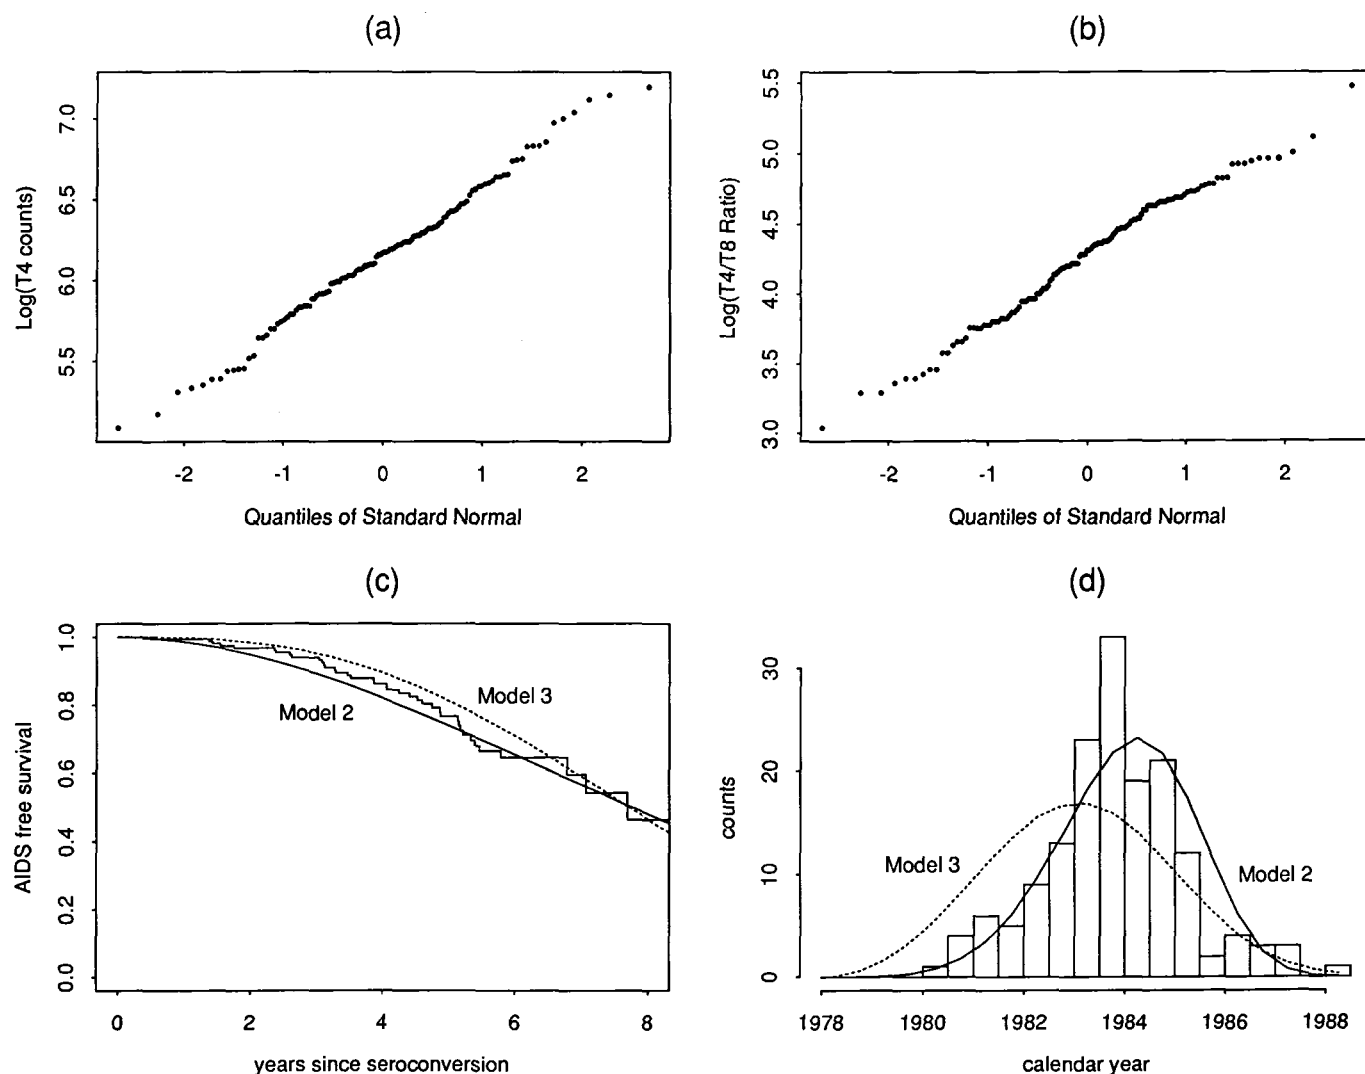 (a)
Log(T4 counts)
7.0
6.5
6.0
5.5
-2 -1 0 1 2
Quantiles of Standard Normal
(b)
Log(T4/T8 Ratio)
5.5
5.0
4.5
4.0
3.5
3.0
-2 -1 0 1 2
Quantiles of Standard Normal
(c)
AIDS free survival
1.0
0.8
0.6
0.4
0.2
0.0
Model 3
Model 2
0 2 4 6 8
years since seroconversion
(d)
counts
30
20
10
0
Model 3
Model 2
1978 1980 1982 1984 1986 1988
calendar year